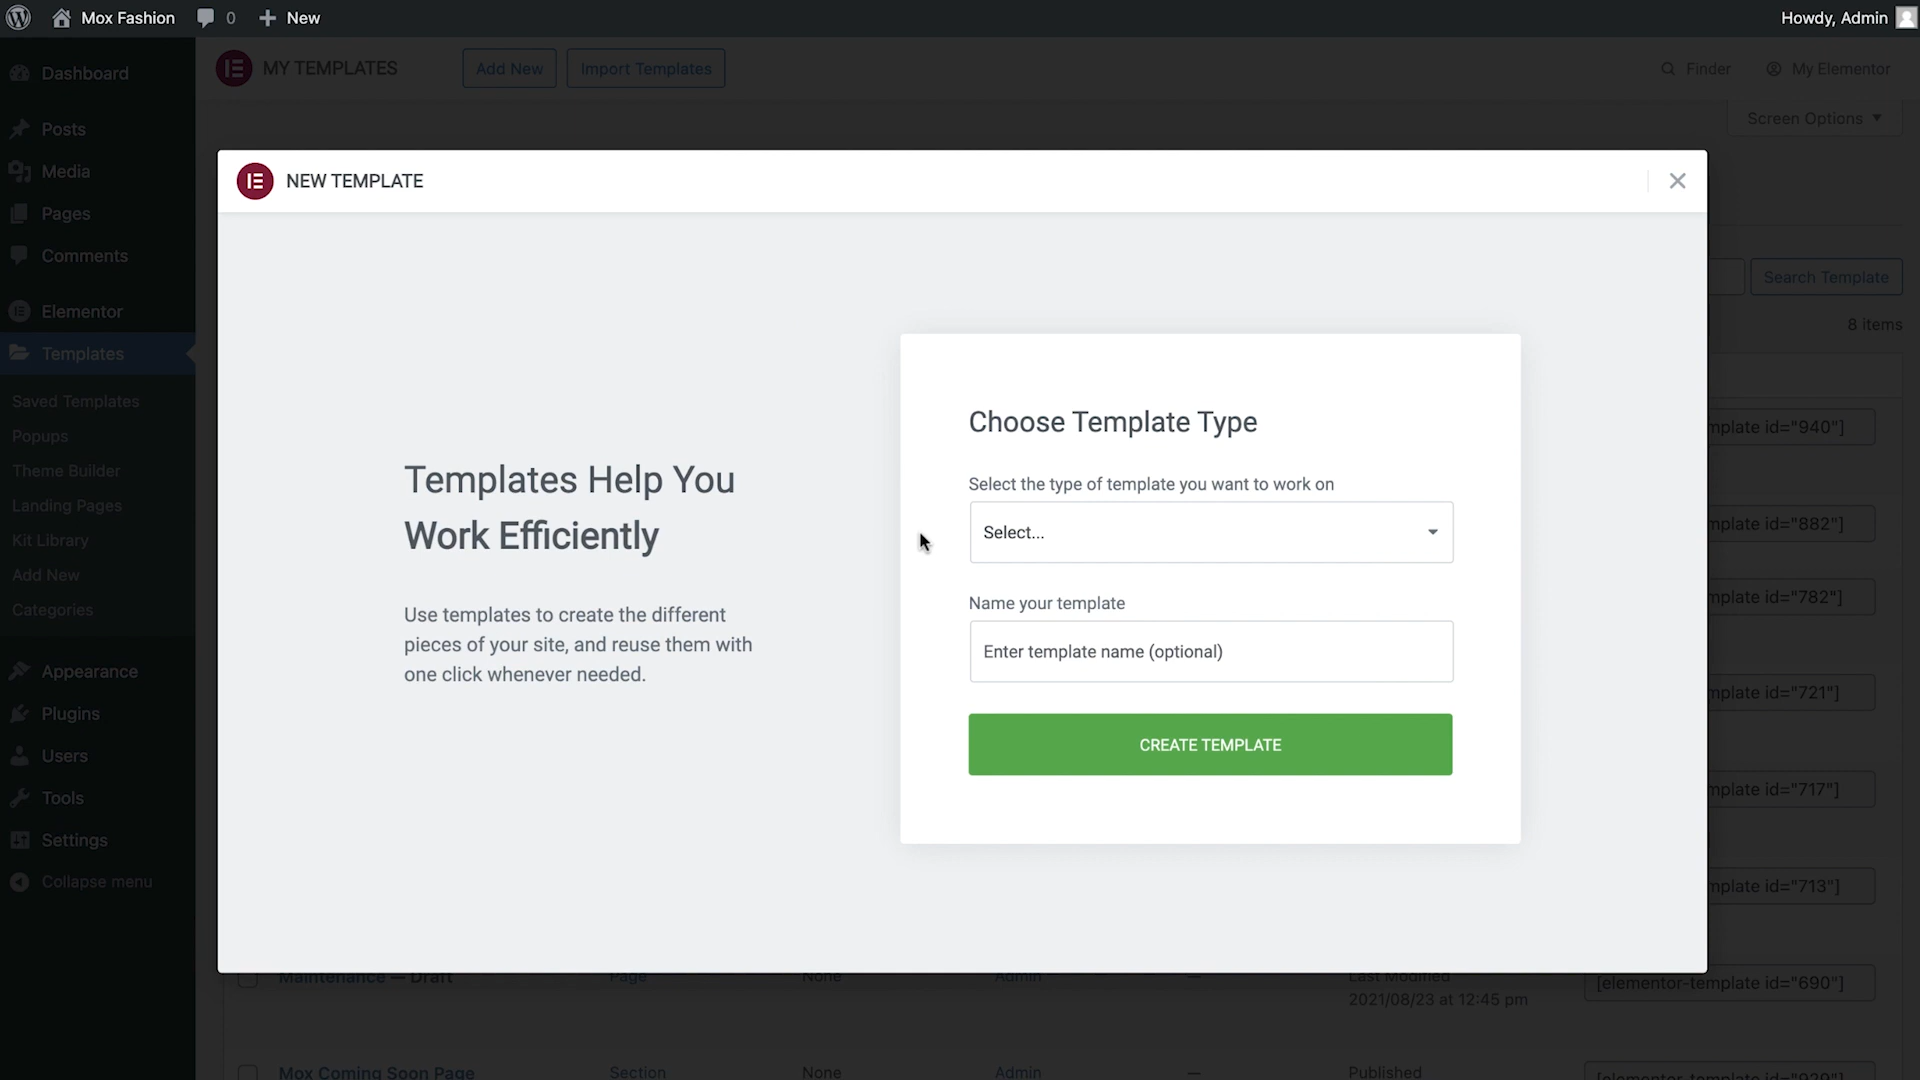 Mox Fashion
0
New
Howdy, Admin
Dashboard
Posts
Media
Pages
Comments
Elementor
Templates
Saved Templates
Popups
Theme Builder
Landing Pages
Kit Library
Add New
Categories
Appearance
Plugins
Users
Tools
Settings
Collapse menu
MY TEMPLATES
Add New
Import Templates
Finder
My Elementor
Screen Options
Search Template
8 items
NEW TEMPLATE
Templates Help You
Work Efficiently
Use templates to create the different
pieces of your site, and reuse them with
one click whenever needed.
Choose Template Type
Select the type of template you want to work on
Select...
Name your template
Enter template name (optional)
CREATE TEMPLATE
mplate id="940"]
mplate id="882"]
mplate id="782"]
mplate id="721"]
mplate id="717"]
mplate id="713"]
Maintenance — Draft
Page
None
Admin
—
Last Modified
2021/08/23 at 12:45 pm
[elementor-template id="690"]
Mox Coming Soon Page
Section
None
Admin
—
Published